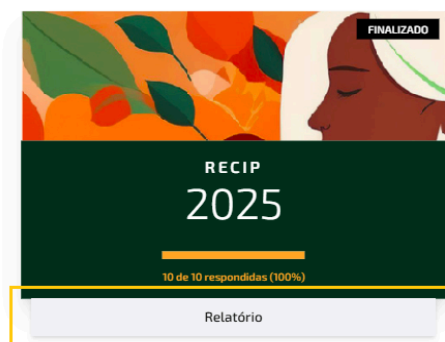 FINALIZADO
RECIP
2025
10 de 10 respondidas (100%)
Relatório